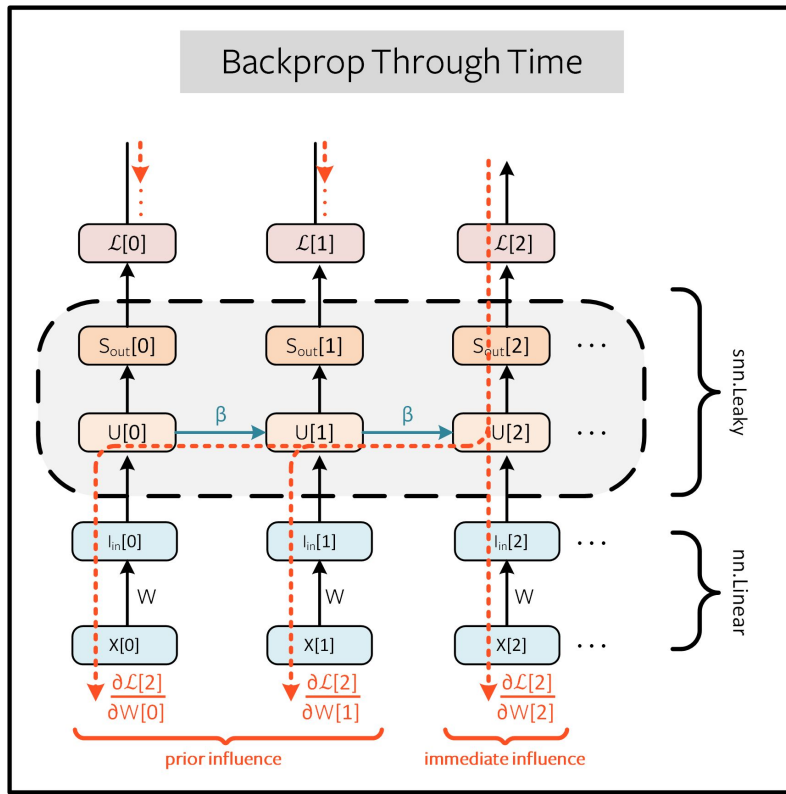 Backprop Through Time
ℒ[0] ℒ[1] ℒ[2]
Sout[0] Sout[1] Sout[2] ···
β β
U[0] U[1] U[2] ···
snn.Leaky
Iin[0] Iin[1] Iin[2] ···
W W W
nn.Linear
X[0] X[1] X[2] ···
∂ℒ[2] ∂ℒ[2] ∂ℒ[2]
∂W[0] ∂W[1] ∂W[2]
prior influence immediate influence